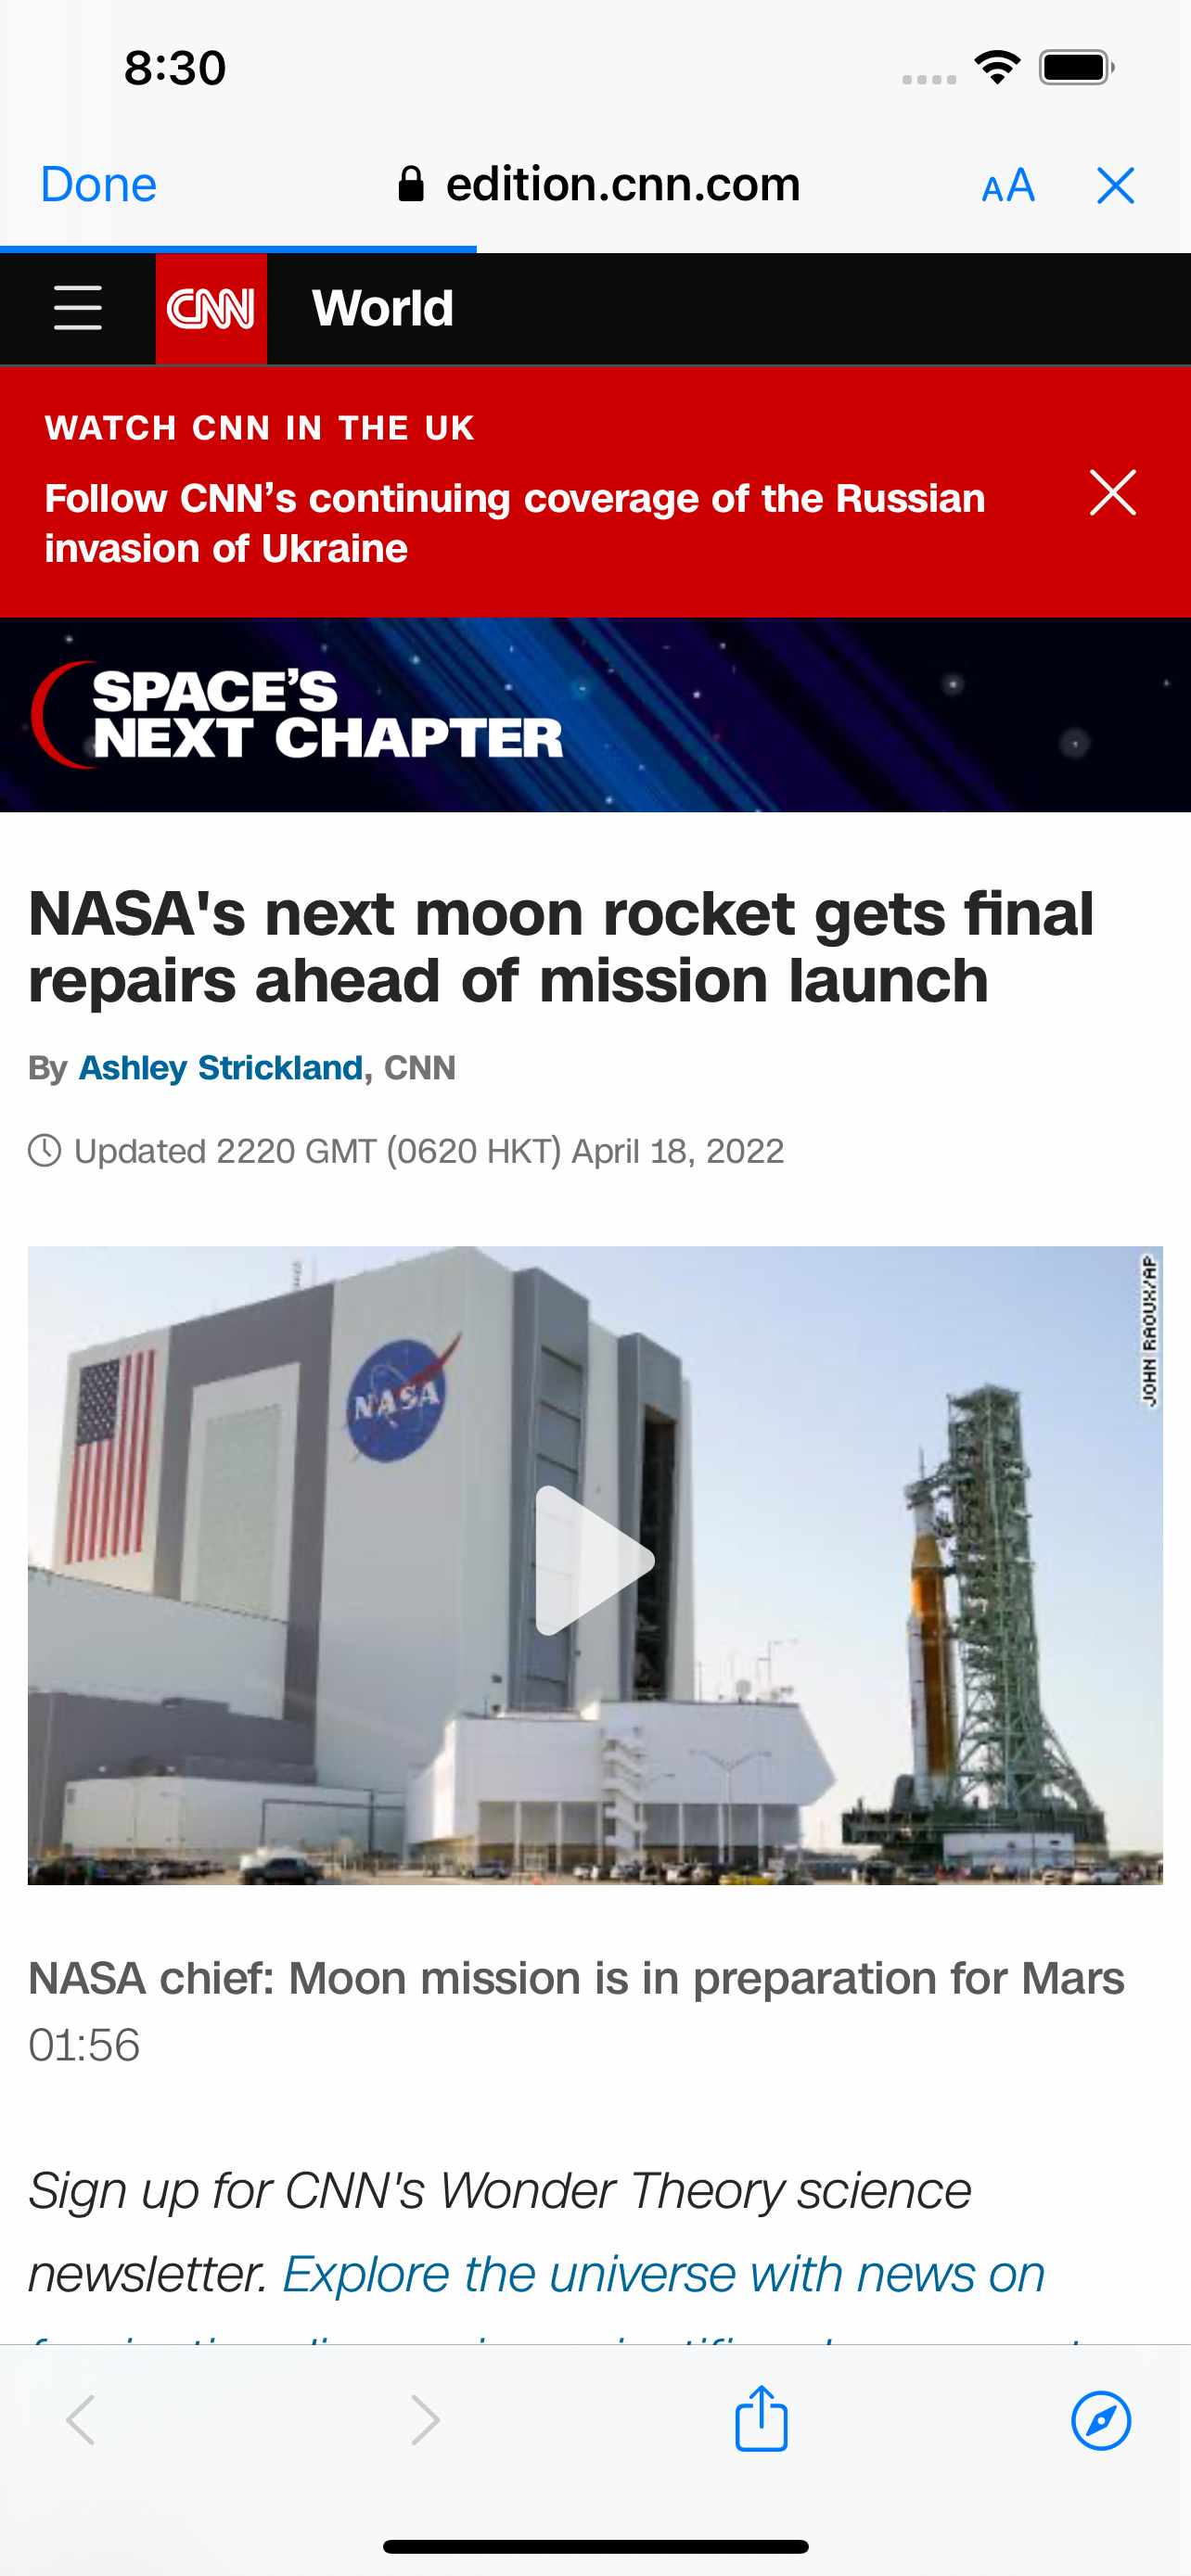 8:30
Done
edition.cnn.com
AA
CNN
World
WATCH CNN IN THE UK
Follow CNN’s continuing coverage of the Russian
invasion of Ukraine
SPACE’S
NEXT CHAPTER
NASA's next moon rocket gets final
repairs ahead of mission launch
By Ashley Strickland, CNN
Updated 2220 GMT (0620 HKT) April 18, 2022
JOHN RAOUX/AP
NASA
NASA chief: Moon mission is in preparation for Mars
01:56
Sign up for CNN's Wonder Theory science
newsletter. Explore the universe with news on